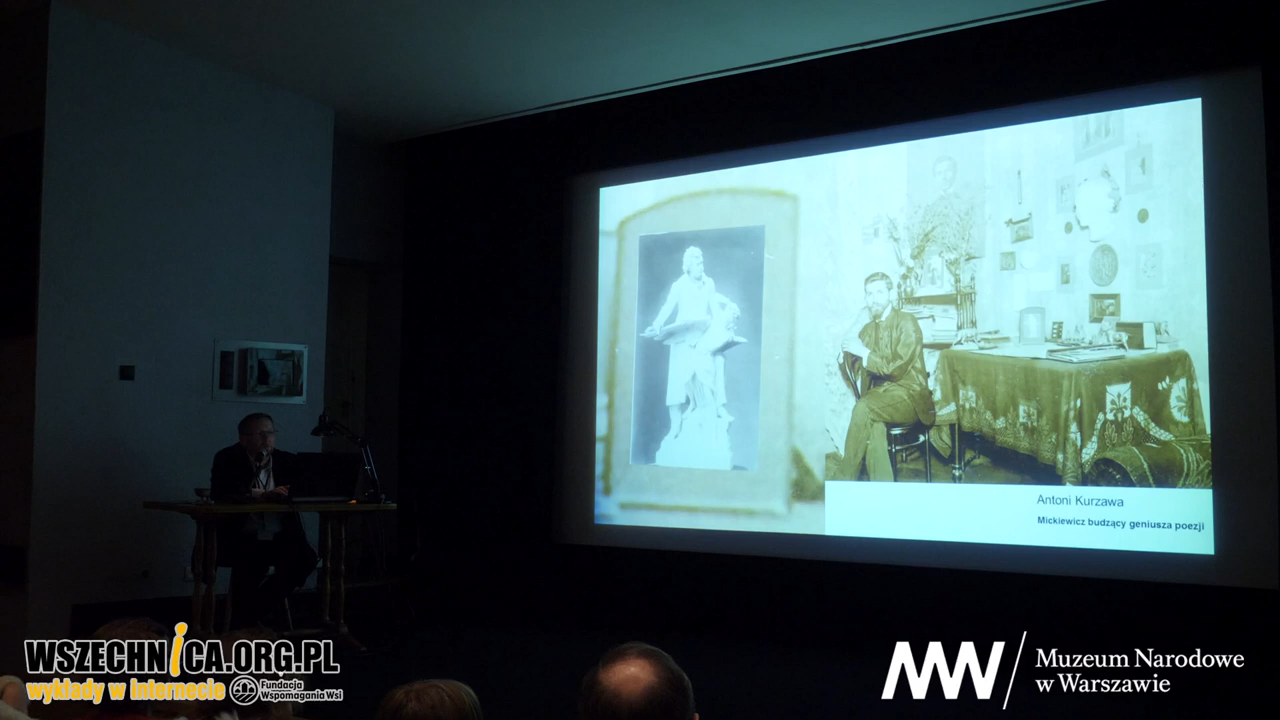 Antoni Kurzawa
Mickiewicz budzący geniusza poezji
WSZECHNICA.ORG.PL
wykłady w internecie
Fundacja
Wspomagania Wsi
MNW
Muzeum Narodowe
w Warszawie